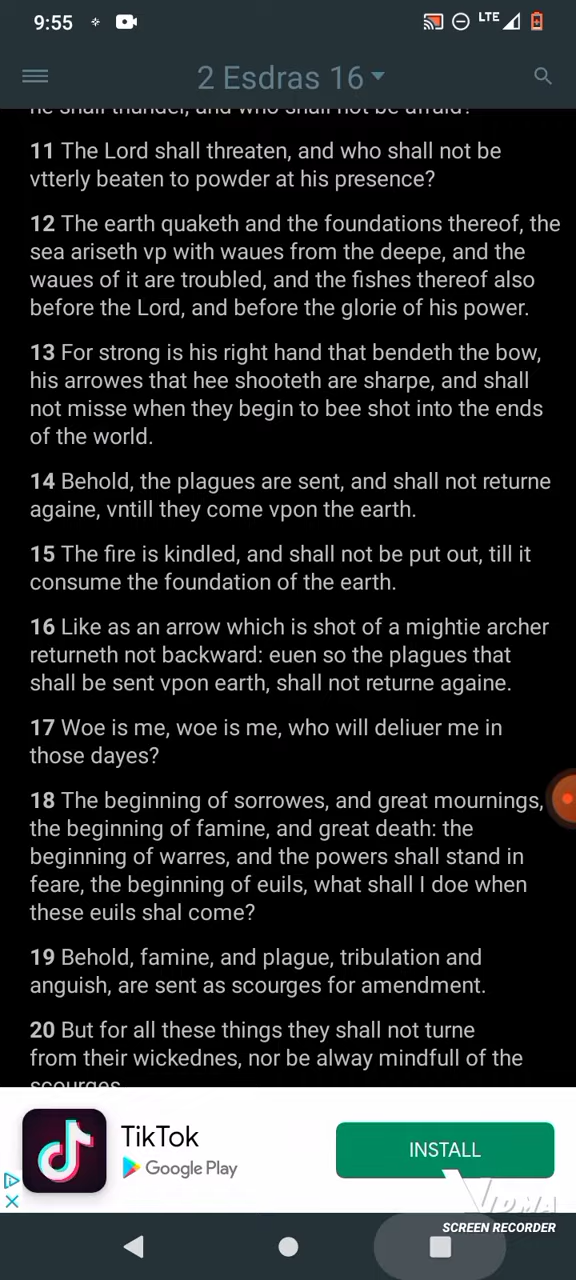 9:55
LTE
2 Esdras 16
he shall thunder, and who shall not be afraid?
11 The Lord shall threaten, and who shall not be
vtterly beaten to powder at his presence?
12 The earth quaketh and the foundations thereof, the
sea ariseth vp with waues from the deepe, and the
waues of it are troubled, and the fishes thereof also
before the Lord, and before the glorie of his power.
13 For strong is his right hand that bendeth the bow,
his arrowes that hee shooteth are sharpe, and shall
not misse when they begin to bee shot into the ends
of the world.
14 Behold, the plagues are sent, and shall not returne
againe, vntill they come vpon the earth.
15 The fire is kindled, and shall not be put out, till it
consume the foundation of the earth.
16 Like as an arrow which is shot of a mightie archer
returneth not backward: euen so the plagues that
shall be sent vpon earth, shall not returne againe.
17 Woe is me, woe is me, who will deliuer me in
those dayes?
18 The beginning of sorrowes, and great mournings,
the beginning of famine, and great death: the
beginning of warres, and the powers shall stand in
feare, the beginning of euils, what shall I doe when
these euils shal come?
19 Behold, famine, and plague, tribulation and
anguish, are sent as scourges for amendment.
20 But for all these things they shall not turne
from their wickednes, nor be alway mindfull of the
scourges.
TikTok
Google Play
INSTALL
VIDMA
SCREEN RECORDER